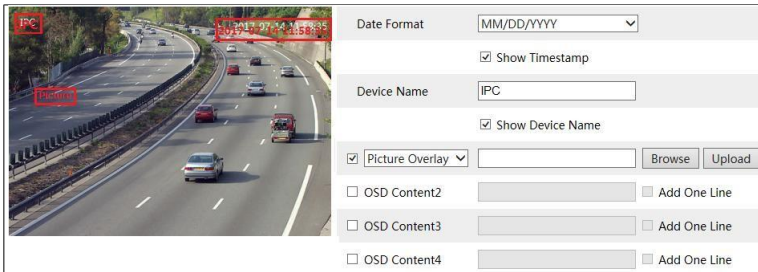 IPC
2017-07-14 11:58:35
Picture
Date Format MM/DD/YYYY
Show Timestamp
Device Name IPC
Show Device Name
Picture Overlay Browse Upload
OSD Content2 Add One Line
OSD Content3 Add One Line
OSD Content4 Add One Line